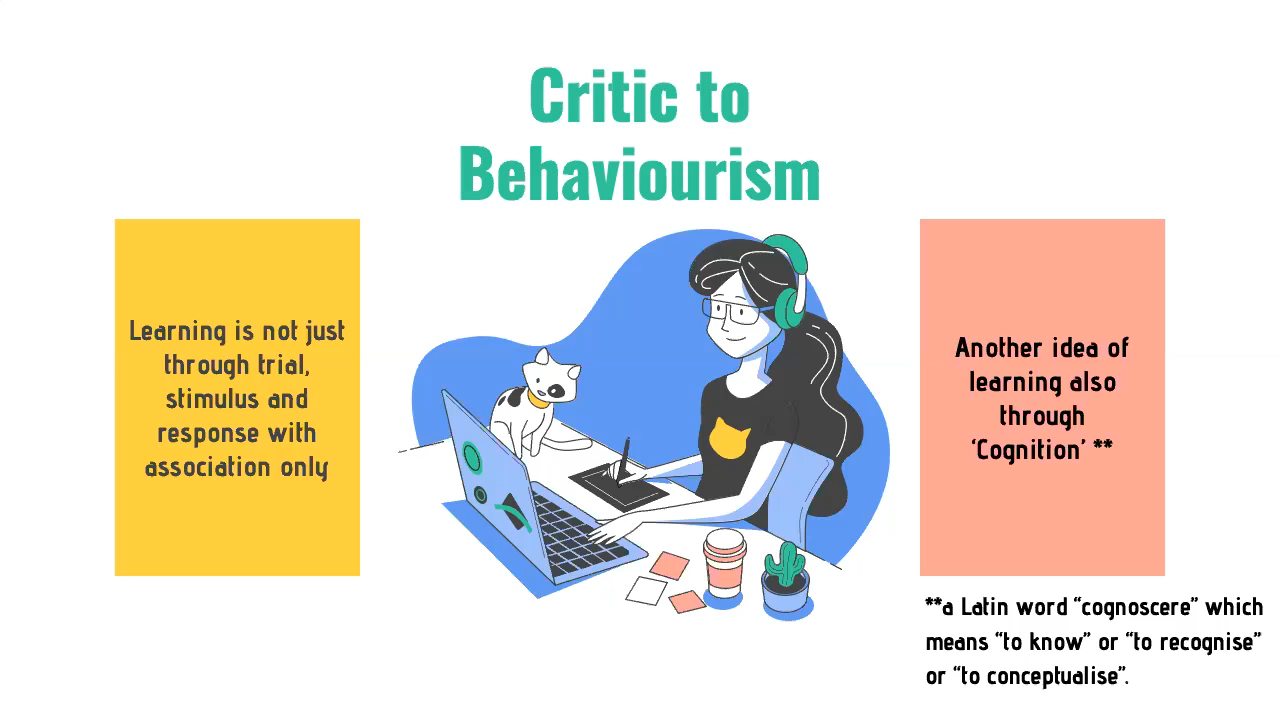 Critic to
Behaviourism
Learning is not just
through trial,
stimulus and
response with
association only
Another idea of
learning also
through
‘Cognition’ **
**a Latin word “cognoscere” which
means “to know” or “to recognise”
or “to conceptualise”.